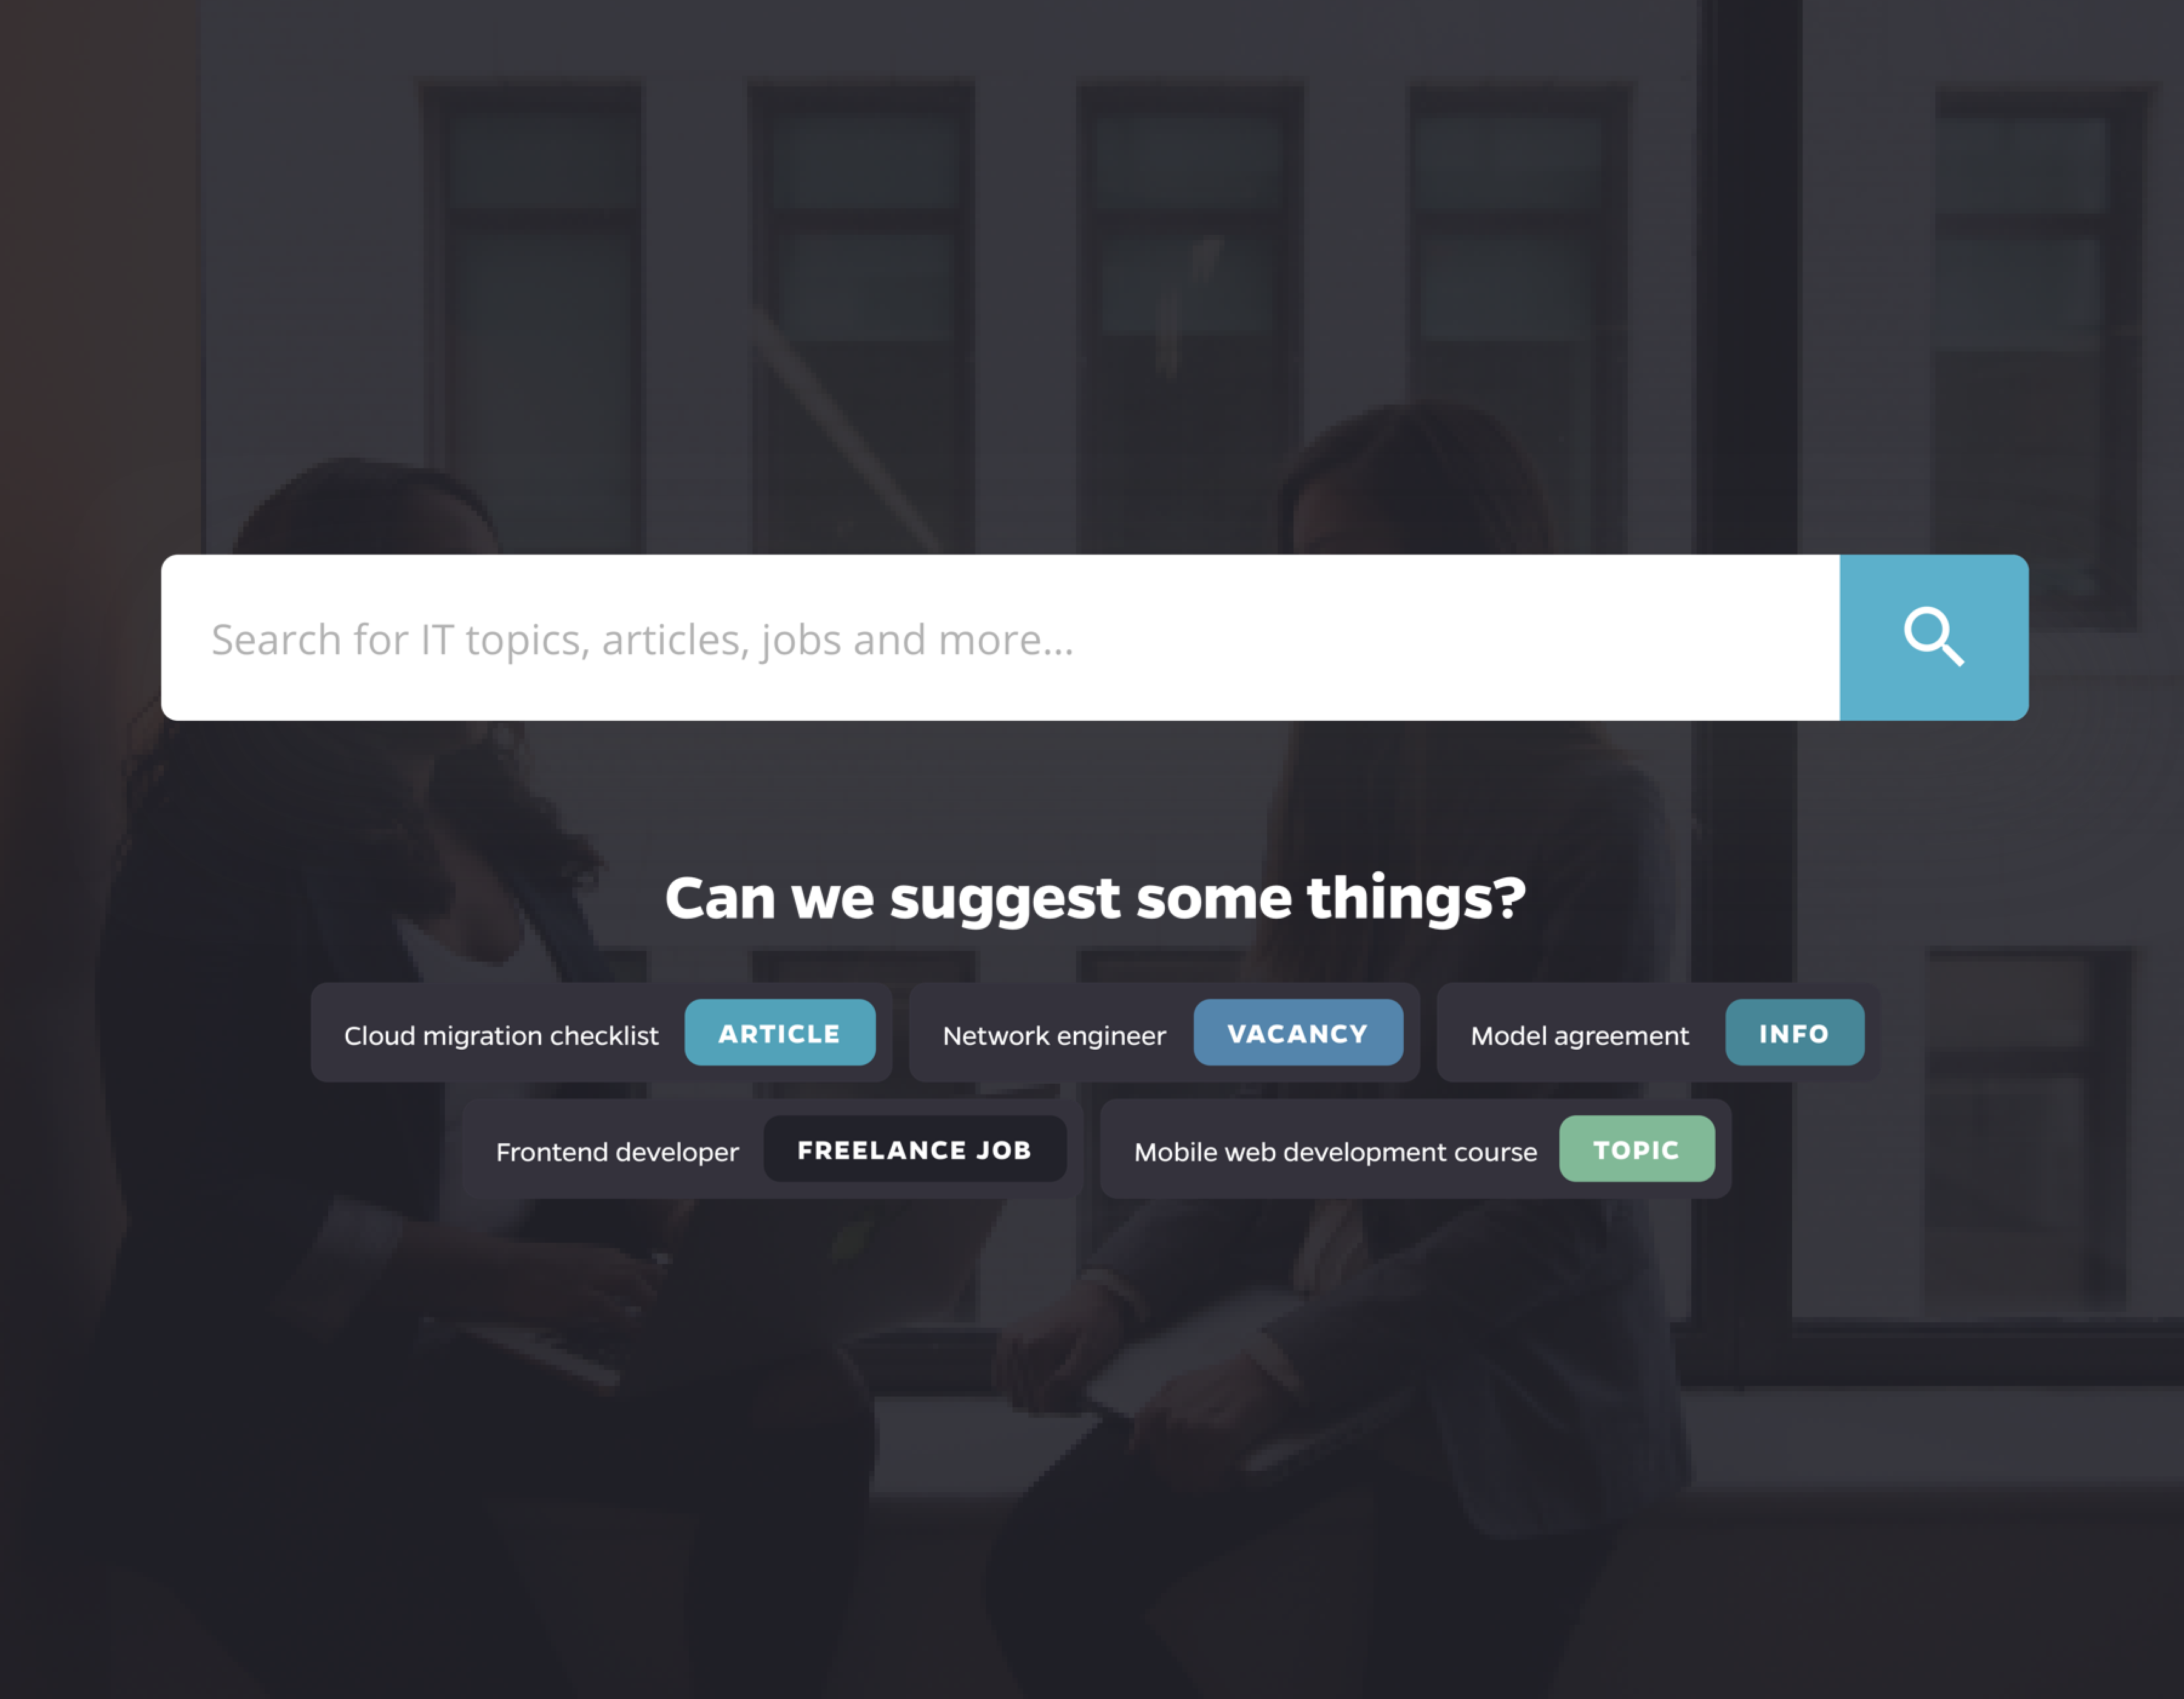 Search for IT topics, articles, jobs and more...
Can we suggest some things?
Cloud migration checklist ARTICLE Network engineer VACANCY Model agreement INFO
Frontend developer FREELANCE JOB Mobile web development course TOPIC